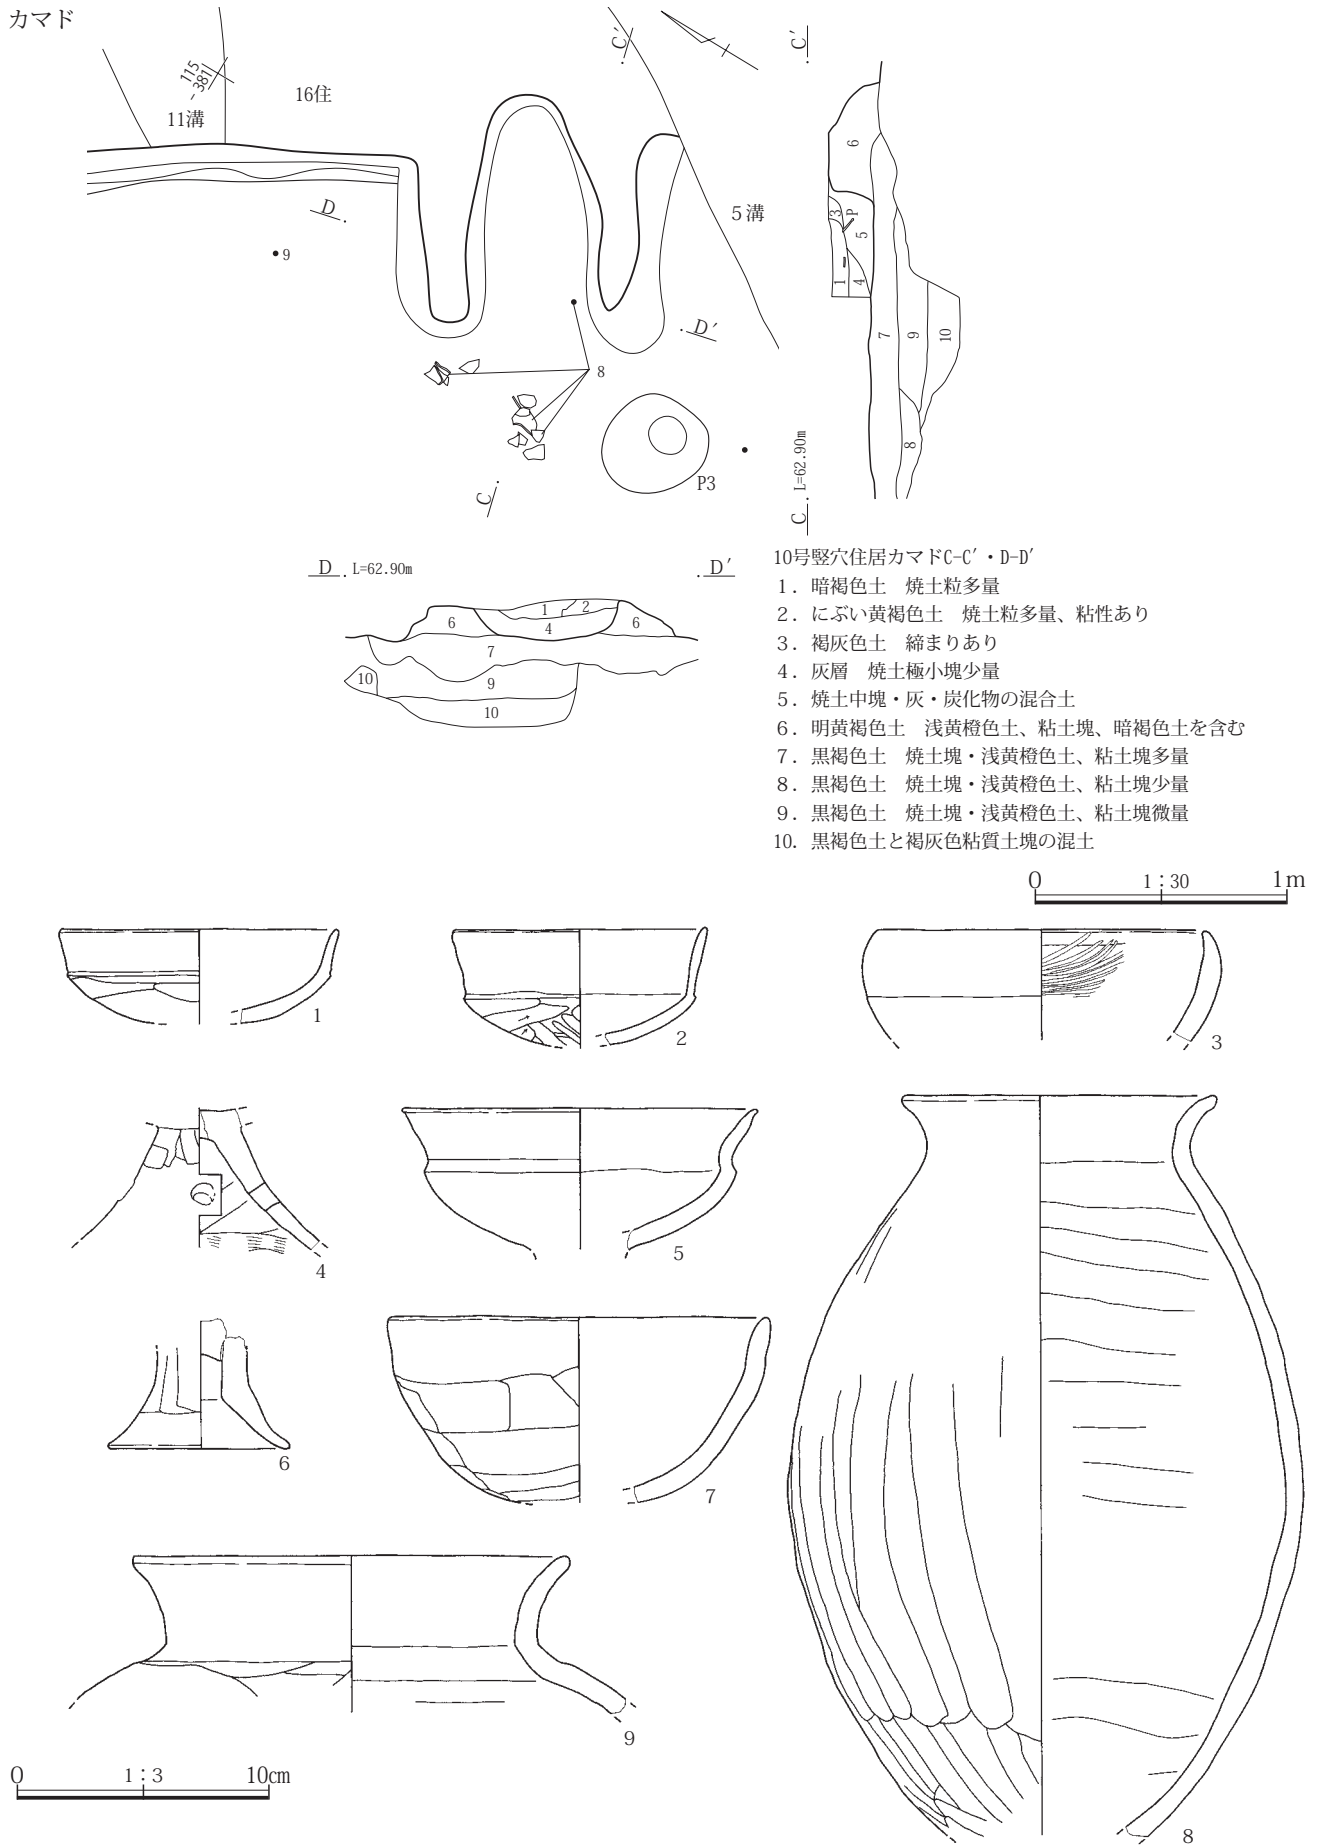 カマド
C′
C′
115
-381
16住
11溝
6
D
5溝
3
P
9
5
1
4
D′
7
9
10
8
8
C
P3
C L=62.90m
D L=62.90m
D′
1
2
6
4
6
7
10
9
10
10号竪穴住居カマドC-C′・D-D′
1．暗褐色土 焼土粒多量
2．にぶい黄褐色土 焼土粒多量、粘性あり
3．褐灰色土 締まりあり
4．灰層 焼土極小塊少量
5．焼土中塊・灰・炭化物の混合土
6．明黄褐色土 浅黄橙色土、粘土塊、暗褐色土を含む
7．黒褐色土 焼土塊・浅黄橙色土、粘土塊多量
8．黒褐色土 焼土塊・浅黄橙色土、粘土塊少量
9．黒褐色土 焼土塊・浅黄橙色土、粘土塊微量
10．黒褐色土と褐灰色粘質土塊の混土
0 1：30 1m
1
2
3
4
5
6
7
9
0 1：3 10cm
8